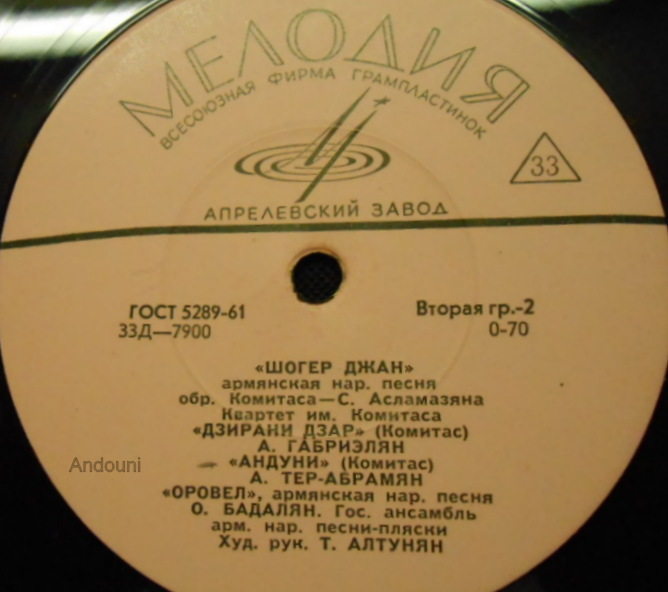 МЕЛОДИЯ
ВСЕСОЮЗНАЯ ФИРМА ГРАМПЛАСТИНОК
33
АПРЕЛЕВСКИЙ ЗАВОД
ГОСТ 5289-61
Вторая гр.-2
33Д—7900
0-70
«ШОГЕР ДЖАН»
армянская нар. песня
обр. Комитаса—С. Асламазяна
Квартет им. Комитаса
«ДЗИРАНИ ДЗАР» (Комитас)
А. ГАБРИЭЛЯН
Andouni
«АНДУНИ» (Комитас)
А. ТЕР-АБРАМЯН
«ОРОВЕЛ», армянская нар. песня
О. БАДАЛЯН. Гос. ансамбль
арм. нар. песни-пляски
Худ. рук. Т. АЛТУНЯН